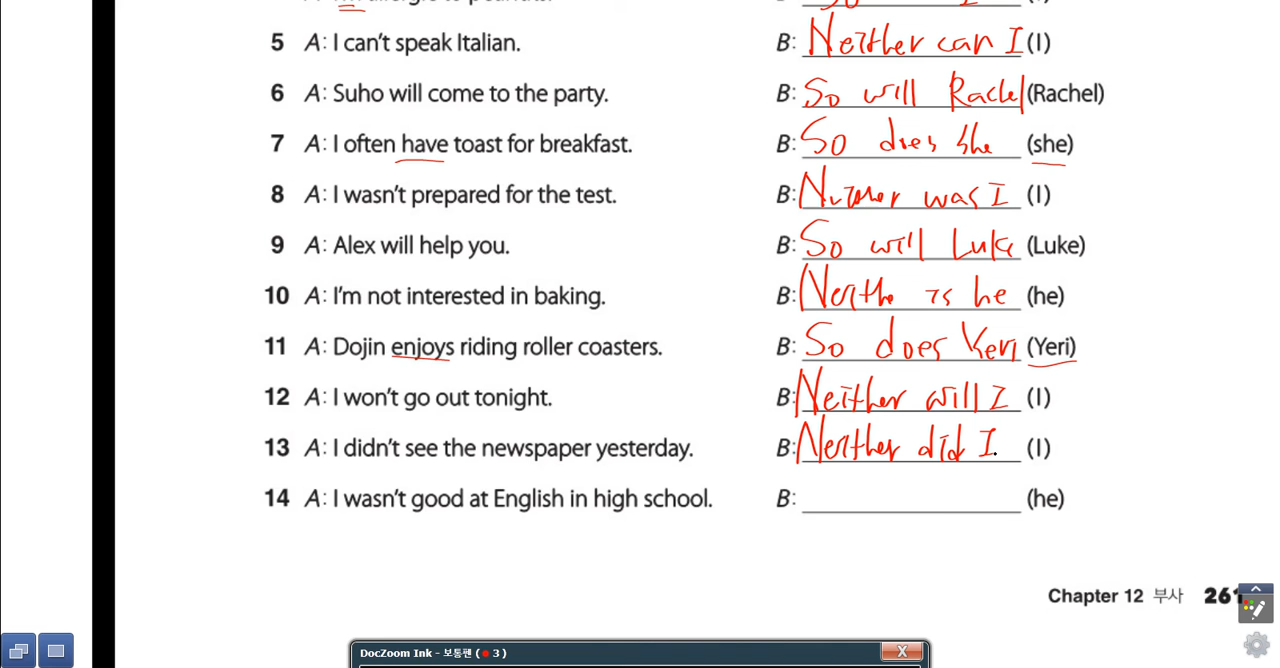 5 A: I can't speak Italian. B: Neither can I (I)
6 A: Suho will come to the party. B: So will Rachel (Rachel)
7 A: I often have toast for breakfast. B: So does she (she)
8 A: I wasn't prepared for the test. B: Neither was I (I)
9 A: Alex will help you. B: So will Luke (Luke)
10 A: I'm not interested in baking. B: Neithe is he (he)
11 A: Dojin enjoys riding roller coasters. B: So does Yeri (Yeri)
12 A: I won't go out tonight. B: Neither will I (I)
13 A: I didn't see the newspaper yesterday. B: Neither did I. (I)
14 A: I wasn't good at English in high school. B: (he)
Chapter 12 부사 261
DocZoom Ink - 보통펜 ( 3 )